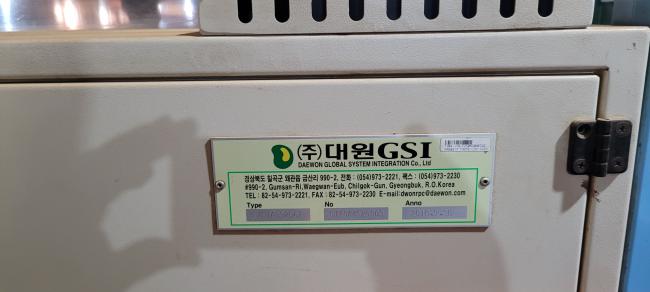 (주)대원GSI
DAEWON GLOBAL SYSTEM INTEGRATION Co., Ltd
경상북도 칠곡군 왜관읍 금산리 990-2, 전화 : (054)973-2221, 팩스 : (054)973-2230
#990-2, Gumsan-Ri,Waegwan-Eub, Chilgok-Gun, Gyeongbuk, R.O.Korea
TEL : 82-54-973-2221, FAX : 82-54-973-2230 E-mail:dwonrpc@daewon.com
Type No Anno